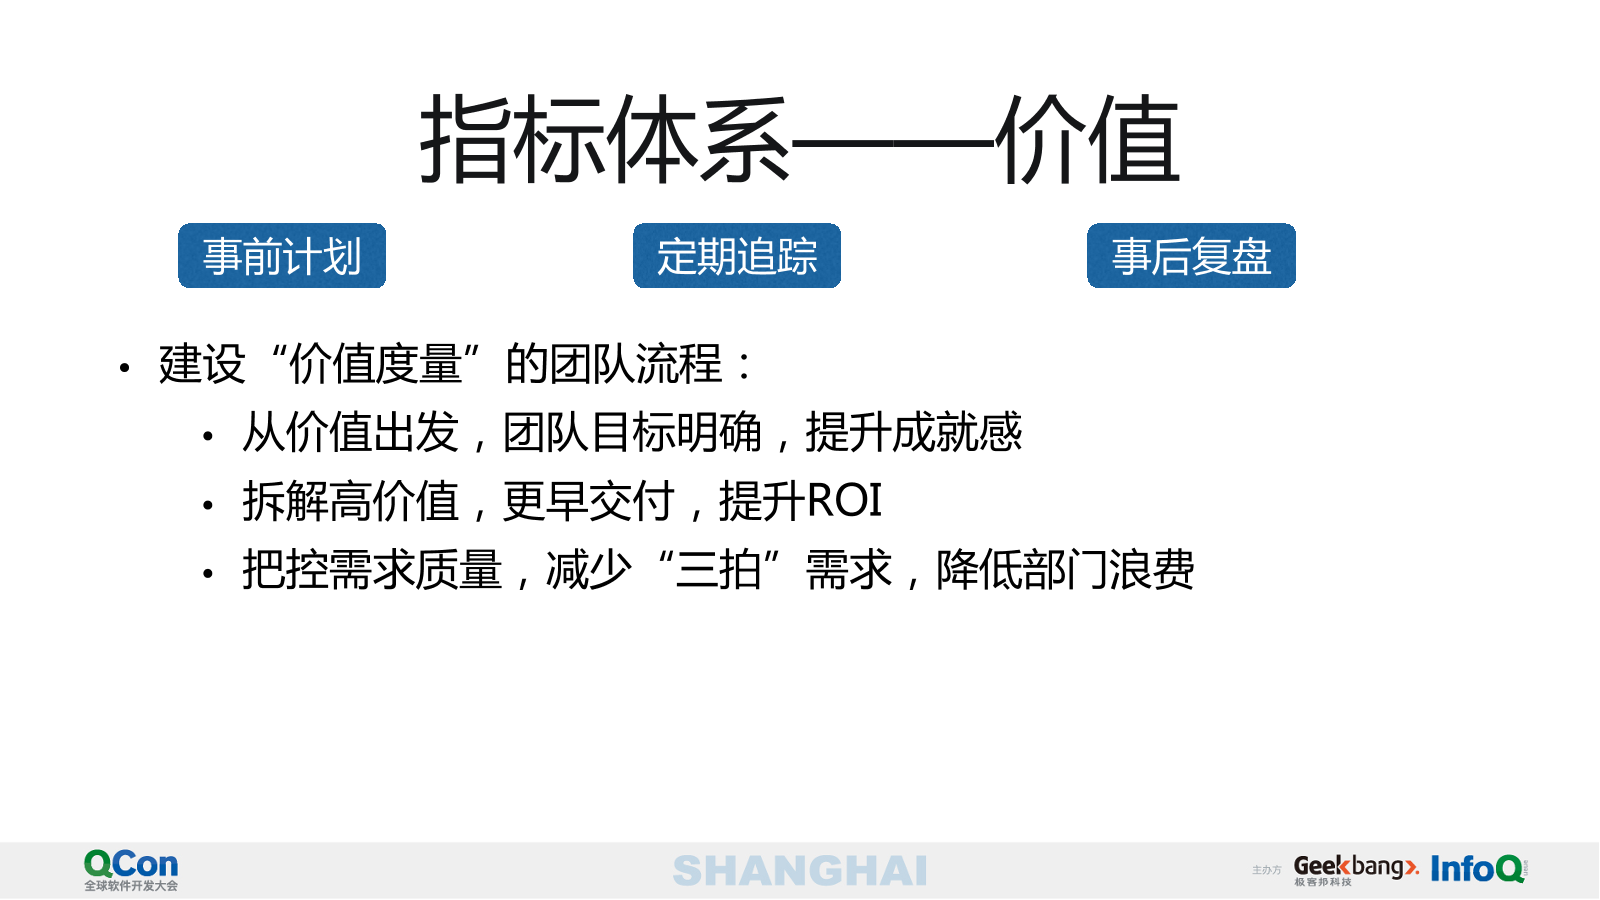 指标体系——价值
事前计划
定期追踪
事后复盘
• 建设“价值度量”的团队流程：
• 从价值出发，团队目标明确，提升成就感
• 拆解高价值，更早交付，提升ROI
• 把控需求质量，减少“三拍”需求，降低部门浪费
QCon
全球软件开发大会
SHANGHAI
主办方
Geekbang
极客邦科技
InfoQ